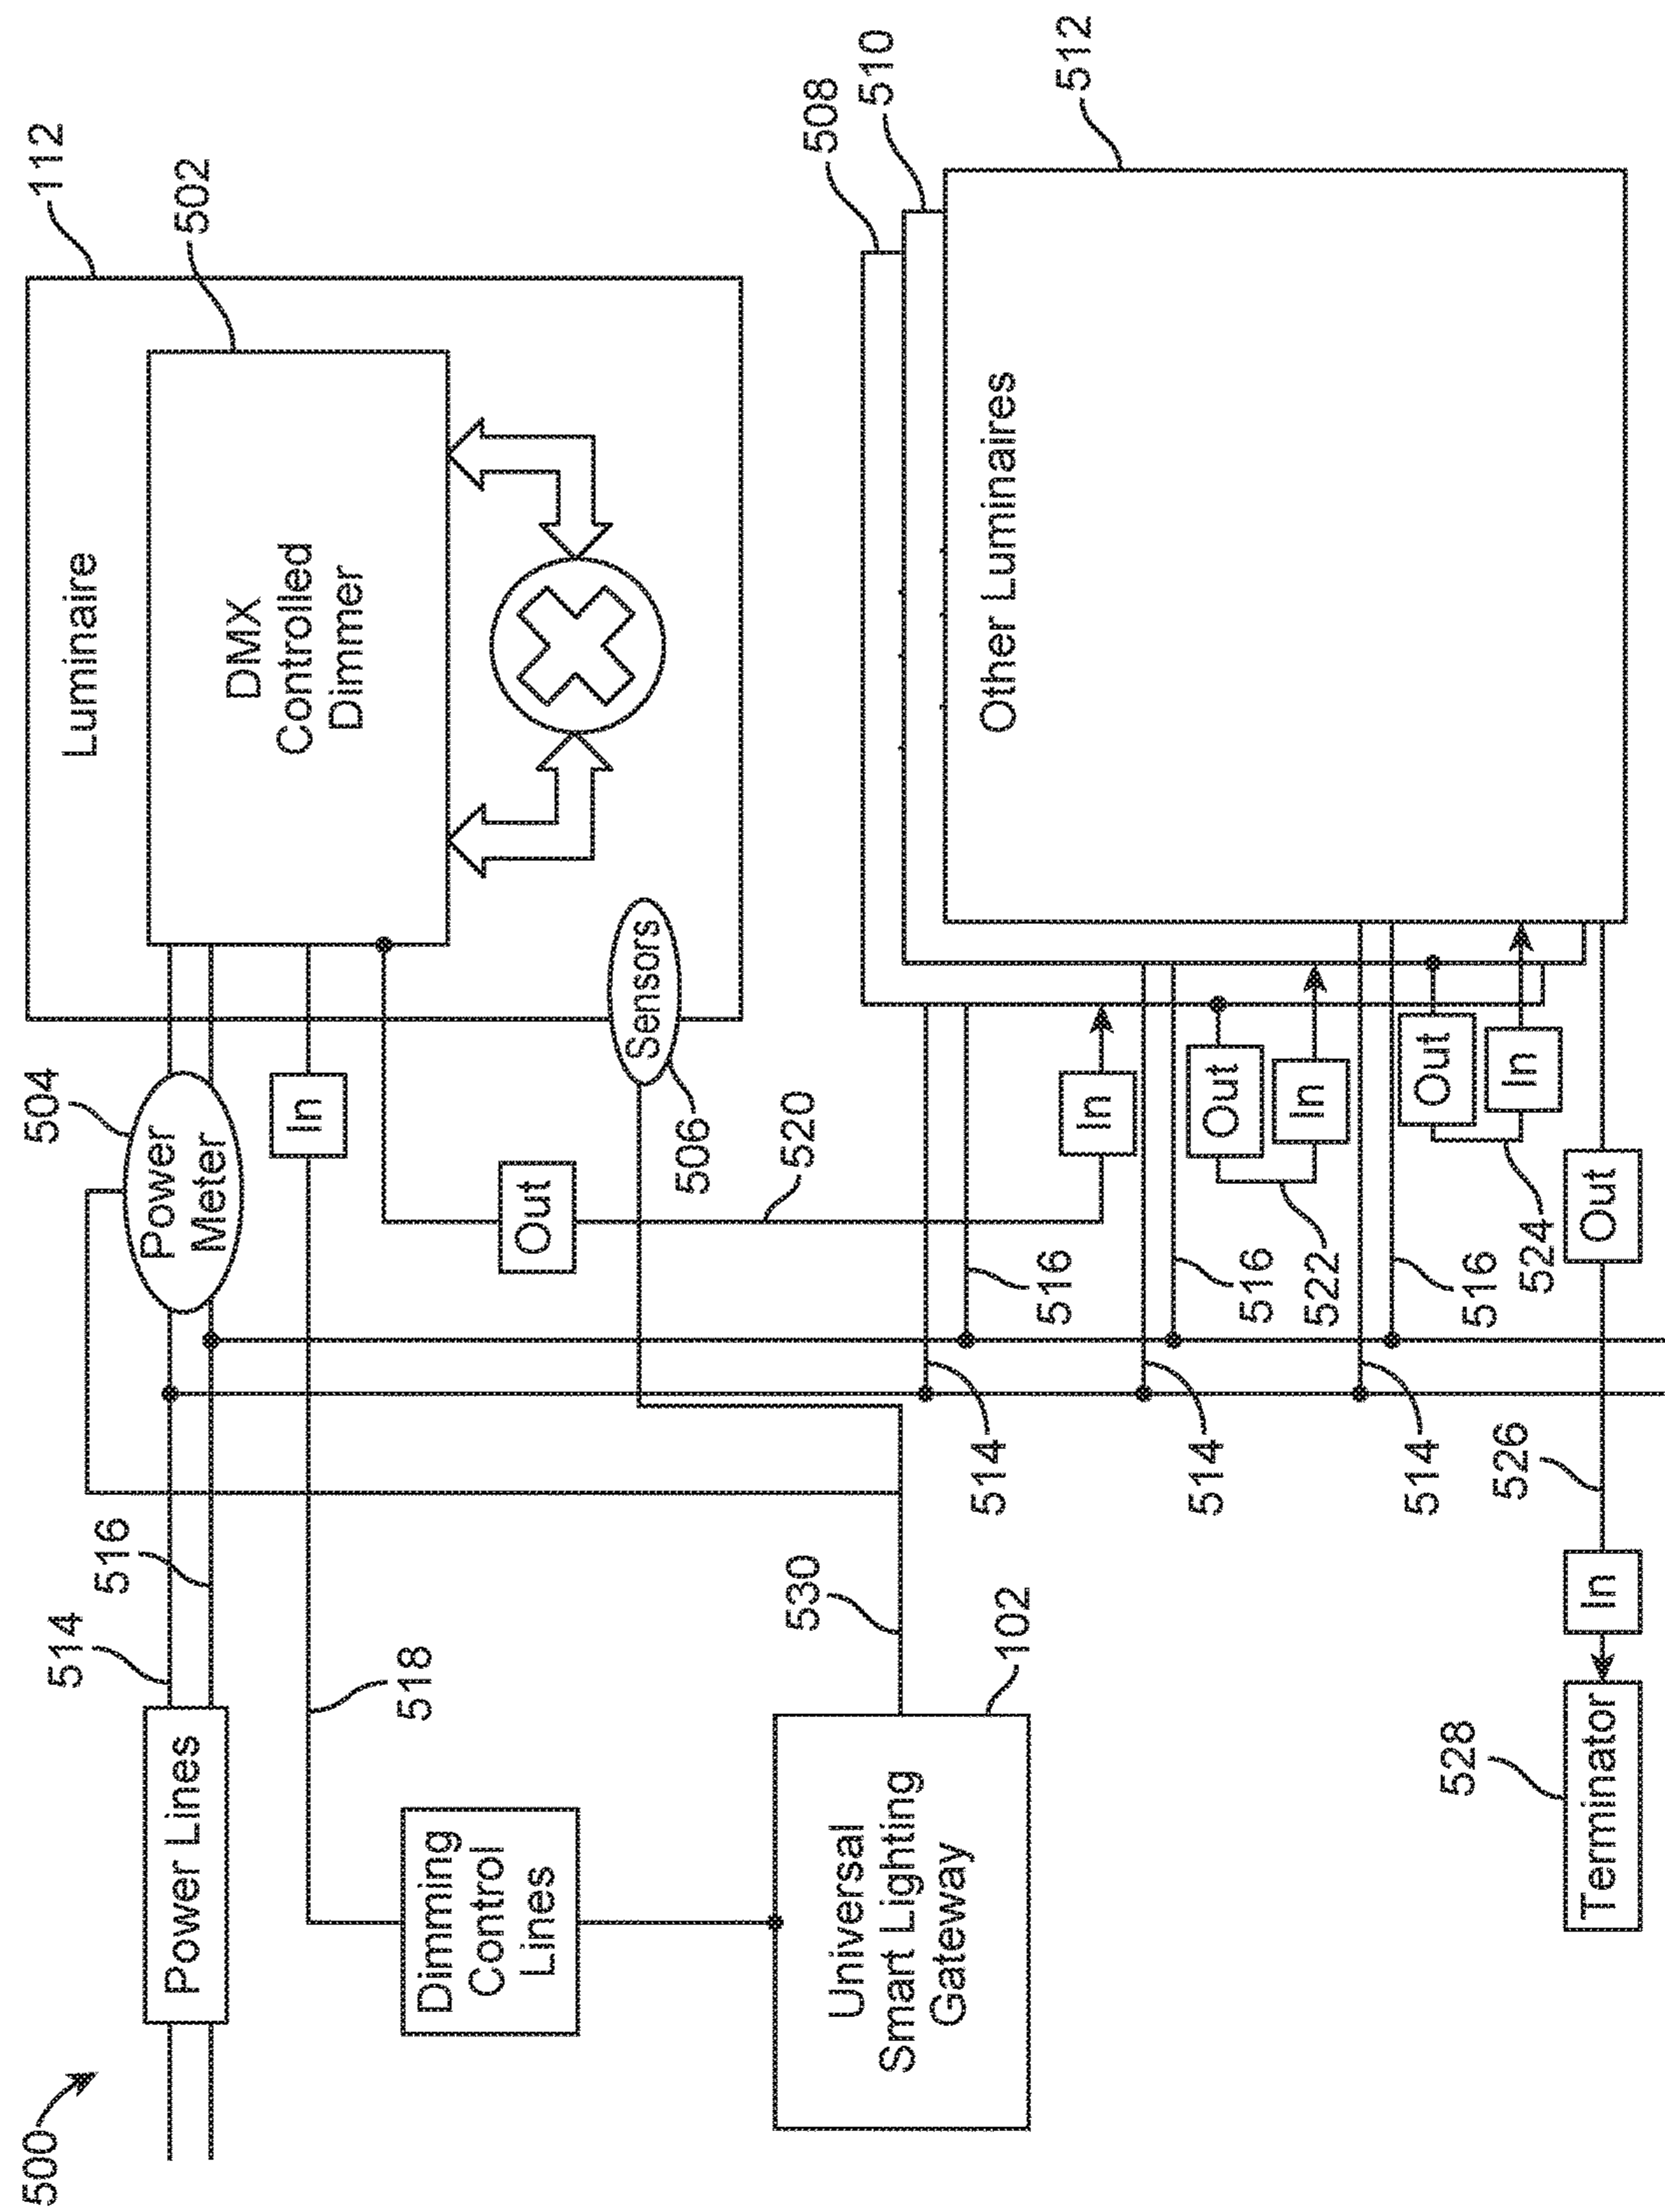 500
Power Lines
514
516
504
Power
Meter
112
Luminaire
502
DMX
Controlled
Dimmer
In
518
Dimming
Control
Lines
Out
Sensors
506
520
530
102
Universal
Smart Lighting
Gateway
508
510
512
Other Luminaires
In
516
514
Out
In
516
522
514
Out
In
516
524
514
Out
526
In
528
Terminator